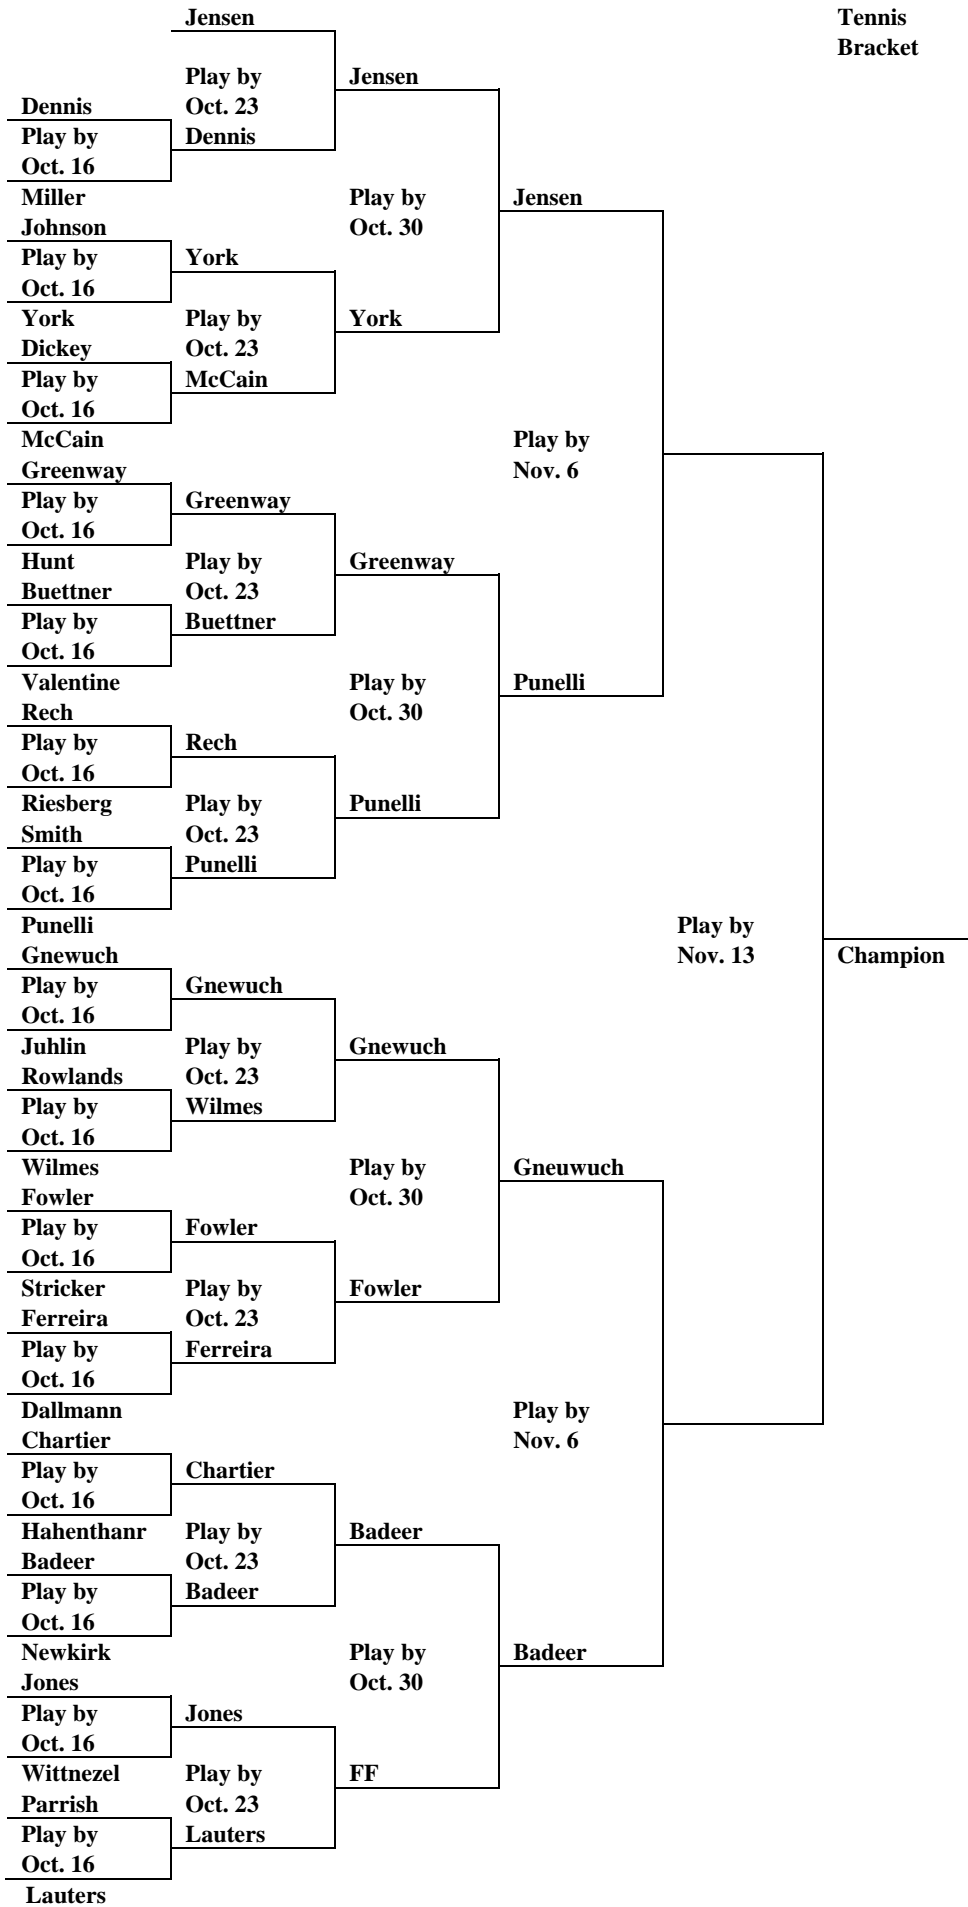 Jensen
Tennis
Bracket
Play by
Oct. 23
Jensen
Dennis
Play by
Oct. 16
Dennis
Miller
Play by
Oct. 30
Jensen
Johnson
Play by
Oct. 16
York
York
Play by
Oct. 23
York
Dickey
Play by
Oct. 16
McCain
McCain
Play by
Nov. 6
Greenway
Play by
Oct. 16
Greenway
Hunt
Play by
Oct. 23
Greenway
Buettner
Play by
Oct. 16
Buettner
Valentine
Play by
Oct. 30
Punelli
Rech
Play by
Oct. 16
Rech
Riesberg
Play by
Oct. 23
Punelli
Smith
Play by
Oct. 16
Punelli
Punelli
Play by
Nov. 13
Champion
Gnewuch
Play by
Oct. 16
Gnewuch
Juhlin
Play by
Oct. 23
Gnewuch
Rowlands
Play by
Oct. 16
Wilmes
Wilmes
Play by
Oct. 30
Gneuwuch
Fowler
Play by
Oct. 16
Fowler
Stricker
Play by
Oct. 23
Fowler
Ferreira
Play by
Oct. 16
Ferreira
Dallmann
Play by
Nov. 6
Chartier
Play by
Oct. 16
Chartier
Hahenthanr
Play by
Oct. 23
Badeer
Badeer
Play by
Oct. 16
Badeer
Newkirk
Play by
Oct. 30
Badeer
Jones
Play by
Oct. 16
Jones
Wittnezel
Play by
Oct. 23
FF
Parrish
Play by
Oct. 16
Lauters
Lauters